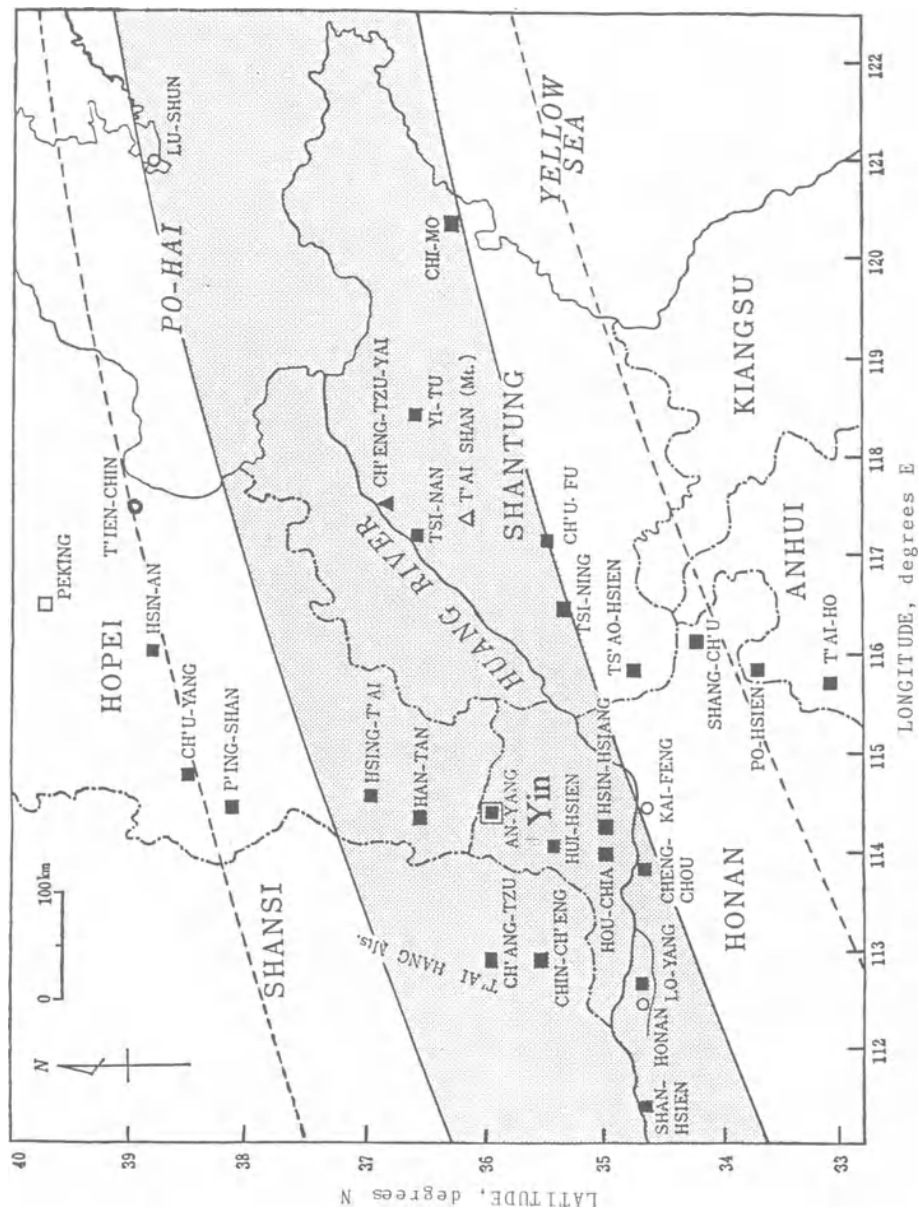 40
39
37
36
35
34
33
LATITUDE, degrees N
112
113
114
115
116
117
118
119
120
121
122
LONGITUDE, degrees E
N
0
100km
SHANSI
HOPEI
PEKING
T'IEN-CHIN
HSIN-AN
CH'U-YANG
P'ING-SHAN
PO-HAI
LU-SHUN
HSING-T'AI
HAN-TAN
T'AI HANG Mts.
AN-YANG
Yin
CH'ANG-TZU
CHIN-CH'ENG
HUI-HSIEN
HOU-CHIA
HSIN-HSIANG
HUANG RIVER
CH'ENG-TZU-YAI
TSI-NAN
YI-TU
T'AI SHAN (Mt.)
CHI-MO
SHANTUNG
CH'U-FU
TSI-NING
TS'AO-HSIEN
SHAN-
HSIEN
HONAN
LO-YANG
CHENG-
CHOU
KAI-FENG
HONAN
SHANG-CH'U
PO-HSIEN
T'AI-HO
ANHUI
KIANGSU
YELLOW
SEA